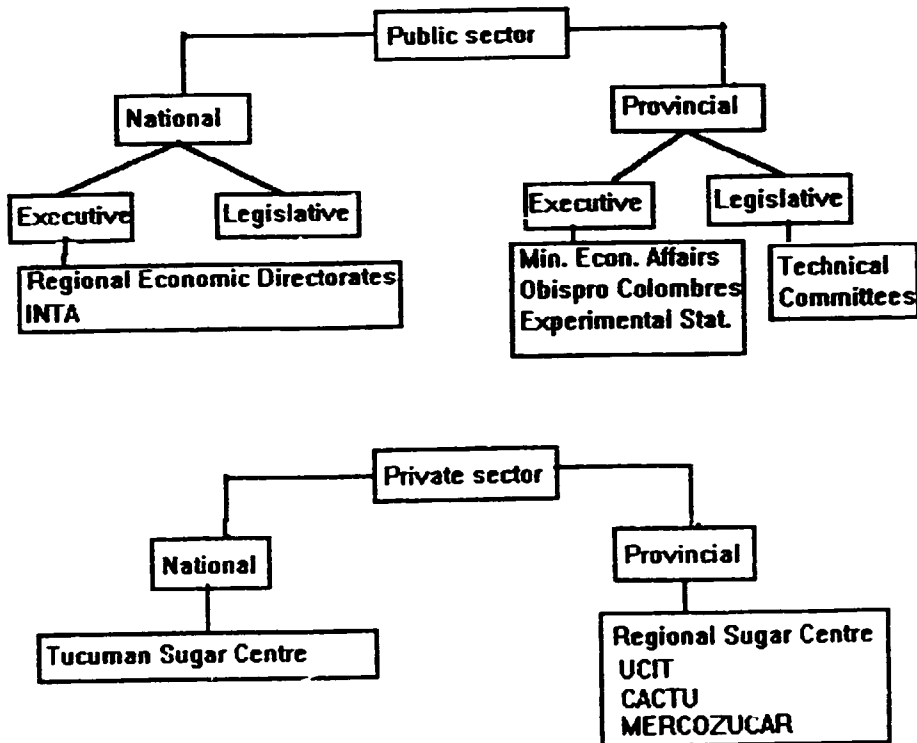 Public sector
National
Provincial
Executive
Legislative
Executive
Legislative
Regional Economic Directorates
INTA
Min. Econ. Affairs
Obispro Colombres
Experimental Stat.
Technical
Committees
Private sector
National
Provincial
Tucuman Sugar Centre
Regional Sugar Centre
UCIT
CACTU
MERCOZUCAR